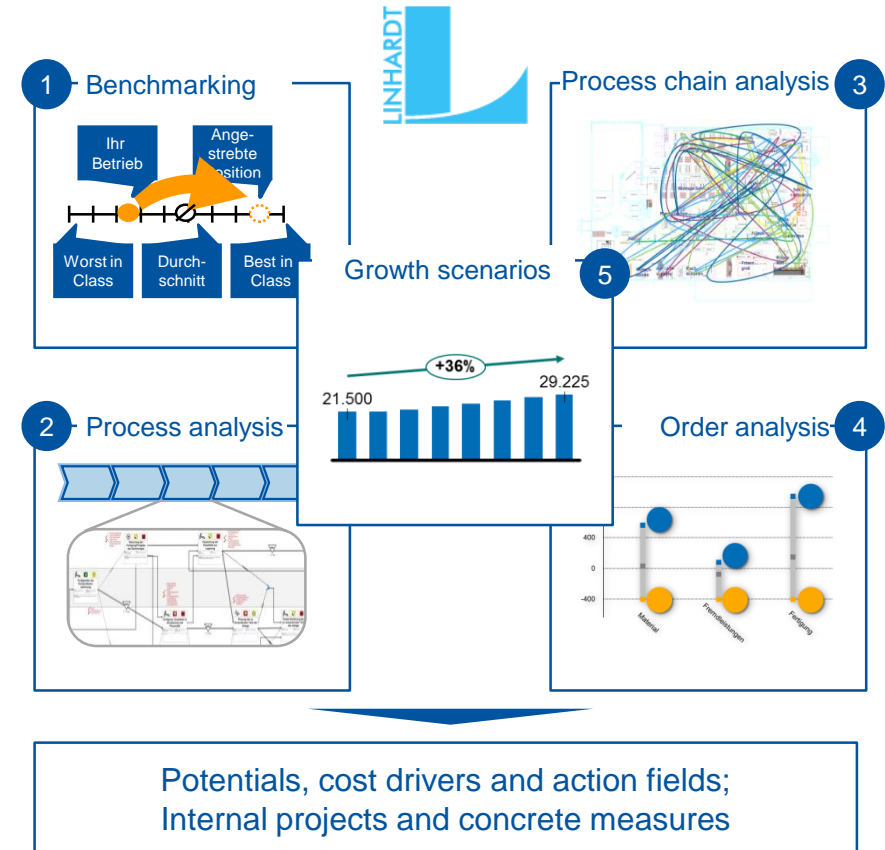 LINHARDT
1
Benchmarking
Ihr
Betrieb
Ange-
strebte
Position
Worst in
Class
Durch-
schnitt
Best in
Class
Process chain analysis
3
Growth scenarios
5
+36%
21.500
29.225
2
Process analysis
Order analysis
4
400
0
-400
Material
Fremdleistungen
Fertigung
Potentials, cost drivers and action fields;
Internal projects and concrete measures